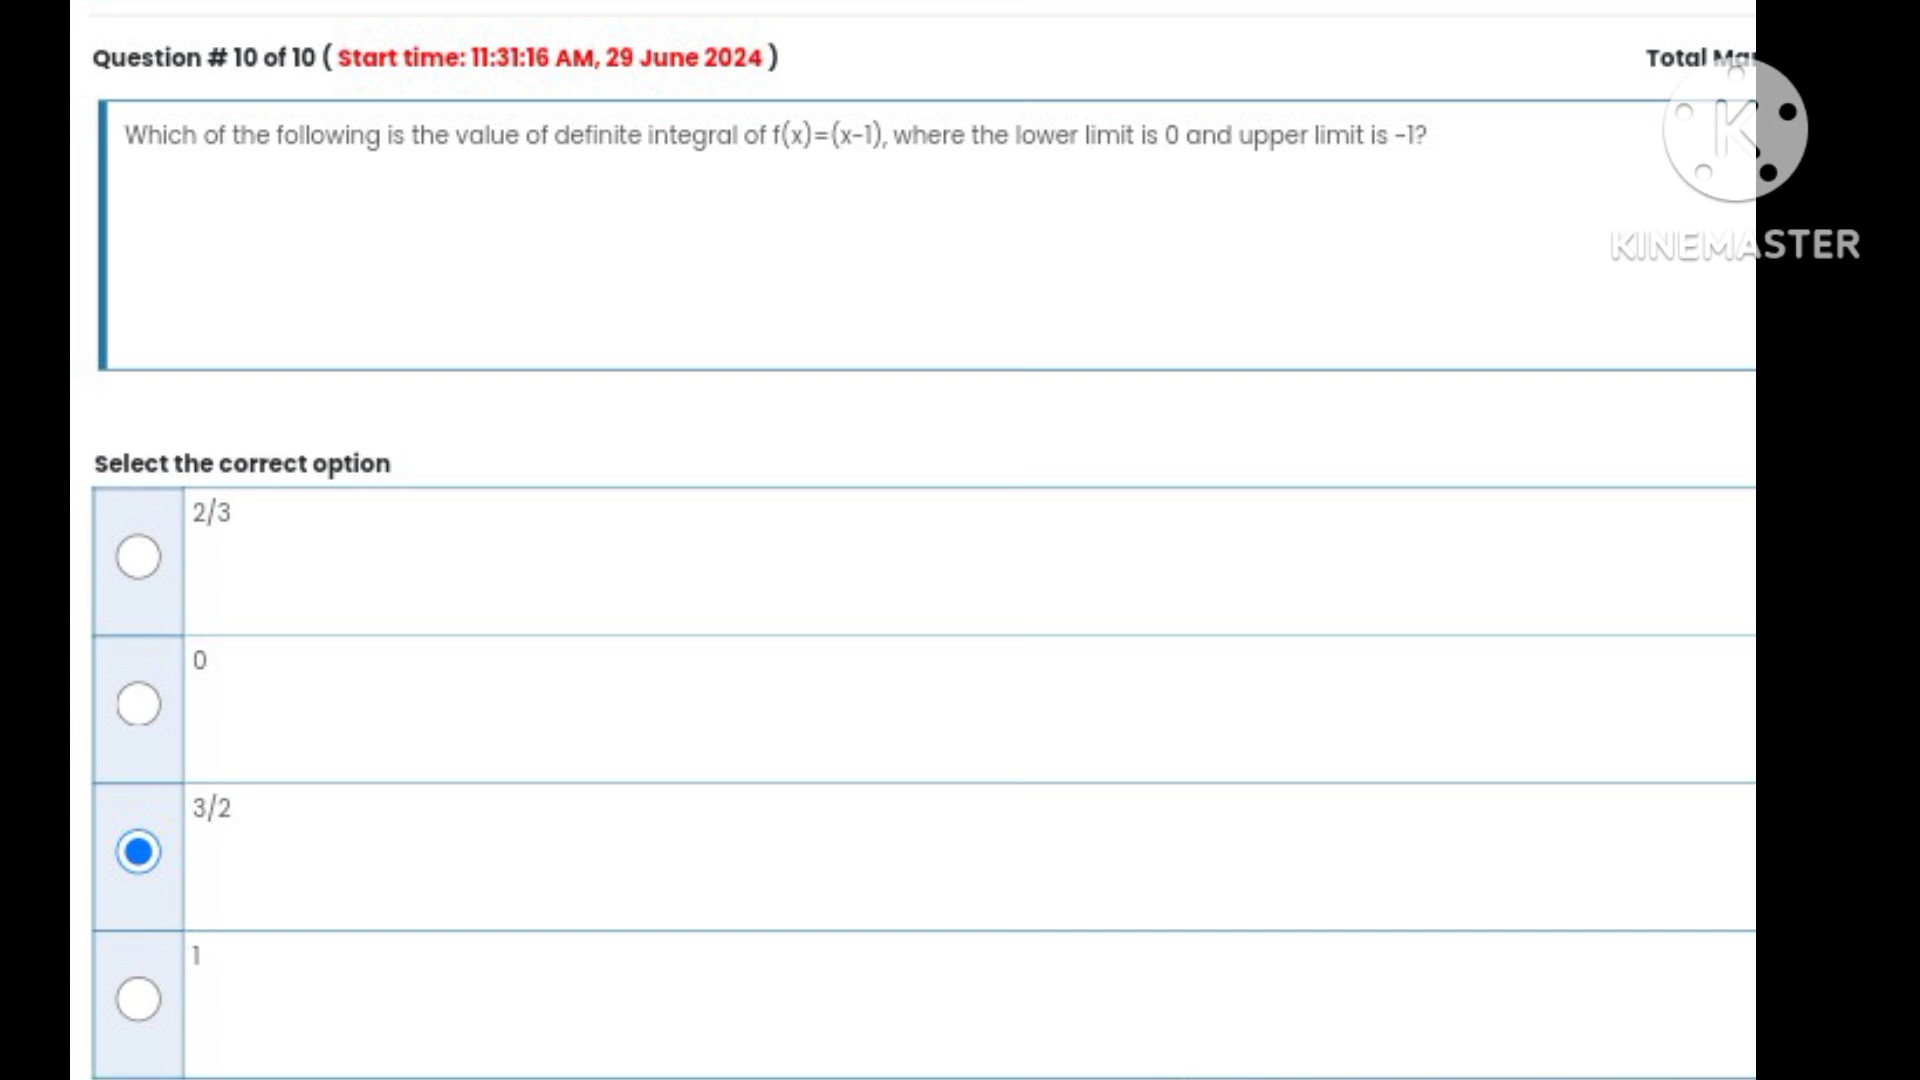 Question # 10 of 10 ( Start time: 11:31:16 AM, 29 June 2024 )
Total
Which of the following is the value of definite integral of f(x)=(x-1), where the lower limit is 0 and upper limit is -1?
KINEMASTER
Select the correct option
2/3
0
3/2
1